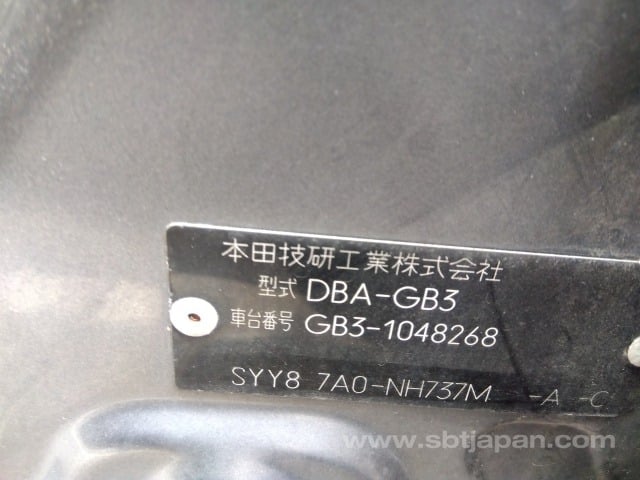 本田技研工業株式会社
型式 DBA-GB3
車台番号 GB3-1048268
SYY8 7A0-NH737M -A -C
www.sbtjapan.com